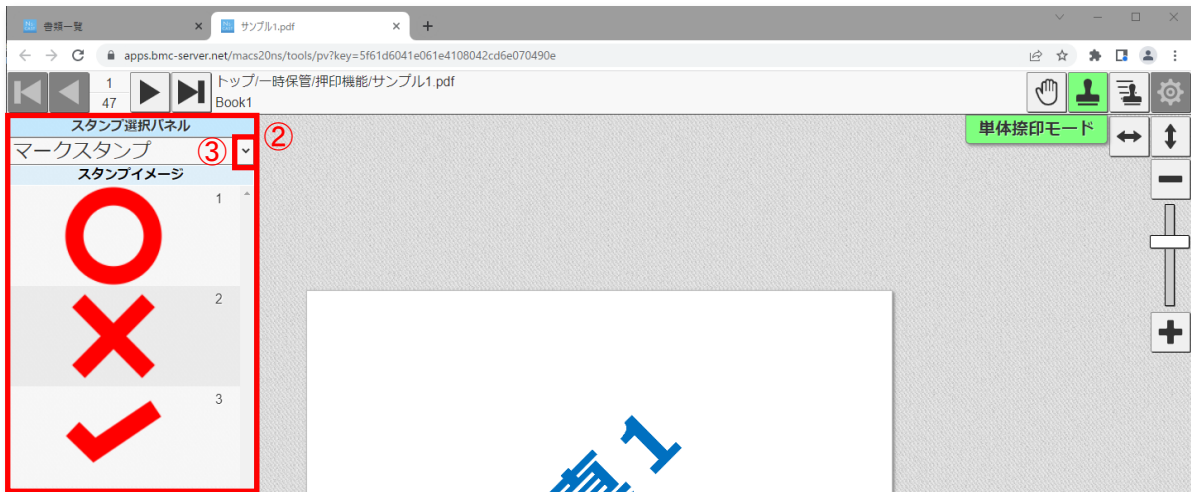 書類一覧
サンプル1.pdf
apps.bmc-server.net/macs20ns/tools/pv?key=5f61d6041e061e4108042cd6e070490e
1
47
トップ/一時保管/押印機能/サンプル1.pdf
Book1
スタンプ選択パネル
②
単体捺印モード
マークスタンプ
③
スタンプイメージ
1
2
3
1